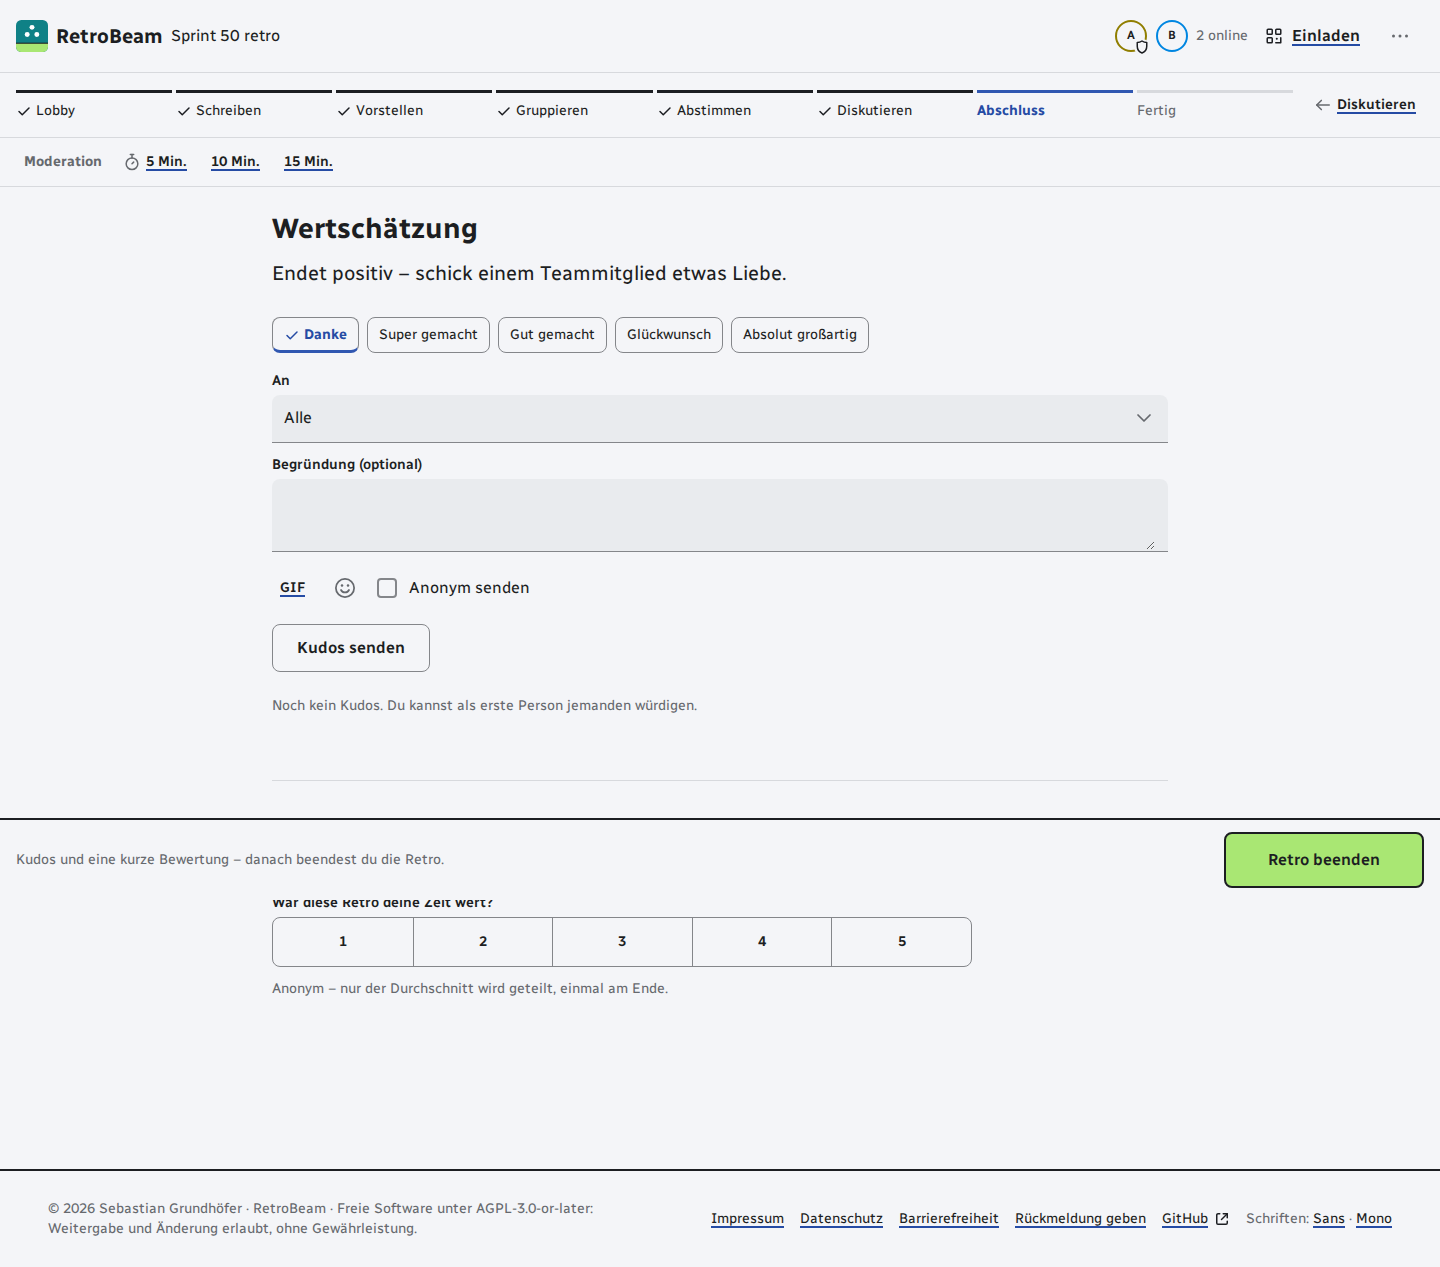 RetroBeam Sprint 50 retro
A B 2 online Einladen
Lobby Schreiben Vorstellen Gruppieren Abstimmen Diskutieren Abschluss Fertig Diskutieren
Moderation 5 Min. 10 Min. 15 Min.
Wertschätzung
Endet positiv – schick einem Teammitglied etwas Liebe.
Danke Super gemacht Gut gemacht Glückwunsch Absolut großartig
An
Alle
Begründung (optional)
GIF Anonym senden
Kudos senden
Noch kein Kudos. Du kannst als erste Person jemanden würdigen.
Kudos und eine kurze Bewertung – danach beendest du die Retro. Retro beenden
War diese Retro deine Zeit wert?
1 2 3 4 5
Anonym – nur der Durchschnitt wird geteilt, einmal am Ende.
© 2026 Sebastian Grundhöfer · RetroBeam · Freie Software unter AGPL-3.0-or-later:
Weitergabe und Änderung erlaubt, ohne Gewährleistung.
Impressum Datenschutz Barrierefreiheit Rückmeldung geben GitHub Schriften: Sans · Mono